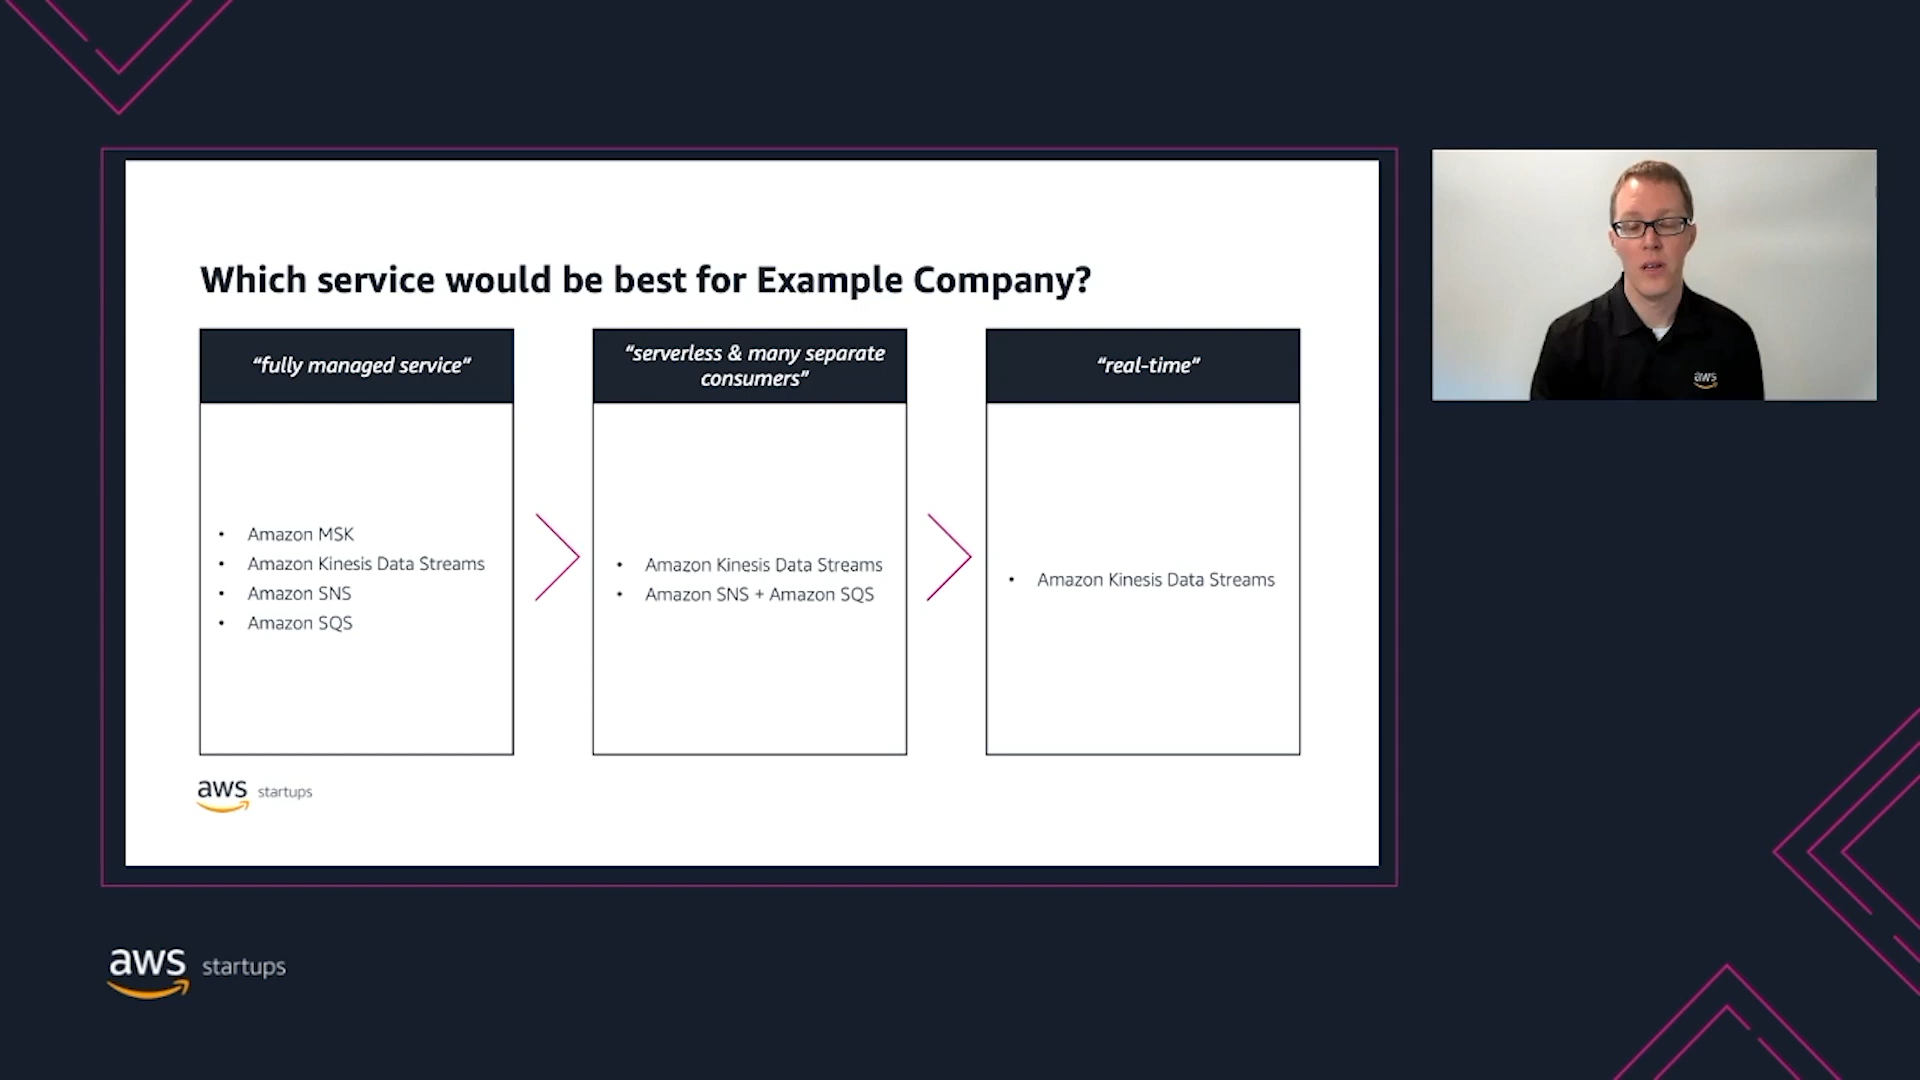 Which service would be best for Example Company?
“fully managed service”
• Amazon MSK
• Amazon Kinesis Data Streams
• Amazon SNS
• Amazon SQS
“serverless & many separate
consumers”
• Amazon Kinesis Data Streams
• Amazon SNS + Amazon SQS
“real-time”
• Amazon Kinesis Data Streams
aws startups
aws
aws startups